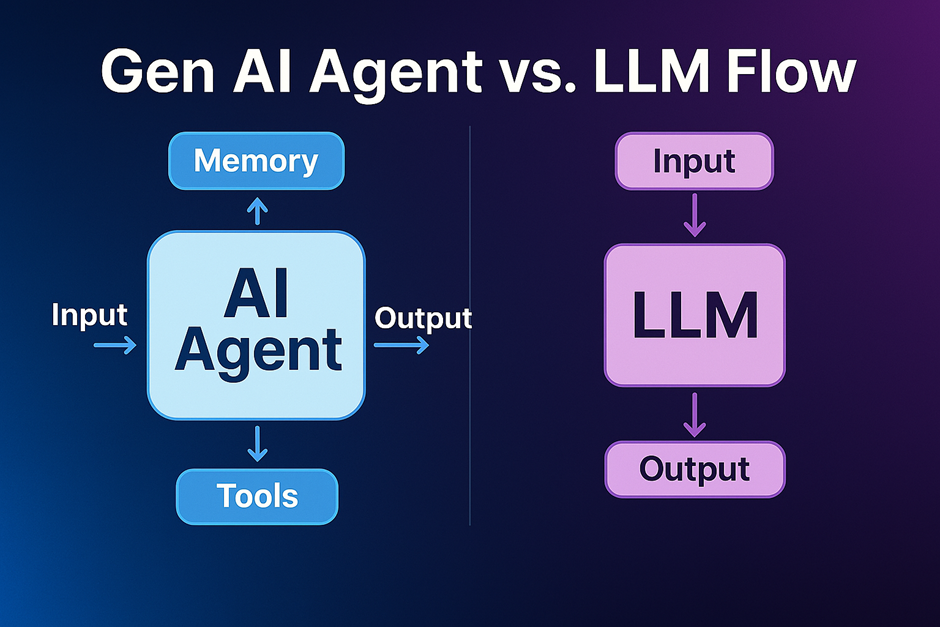 Gen AI Agent vs. LLM Flow
Memory
Input
AI
Agent
Output
Tools
Input
LLM
Output